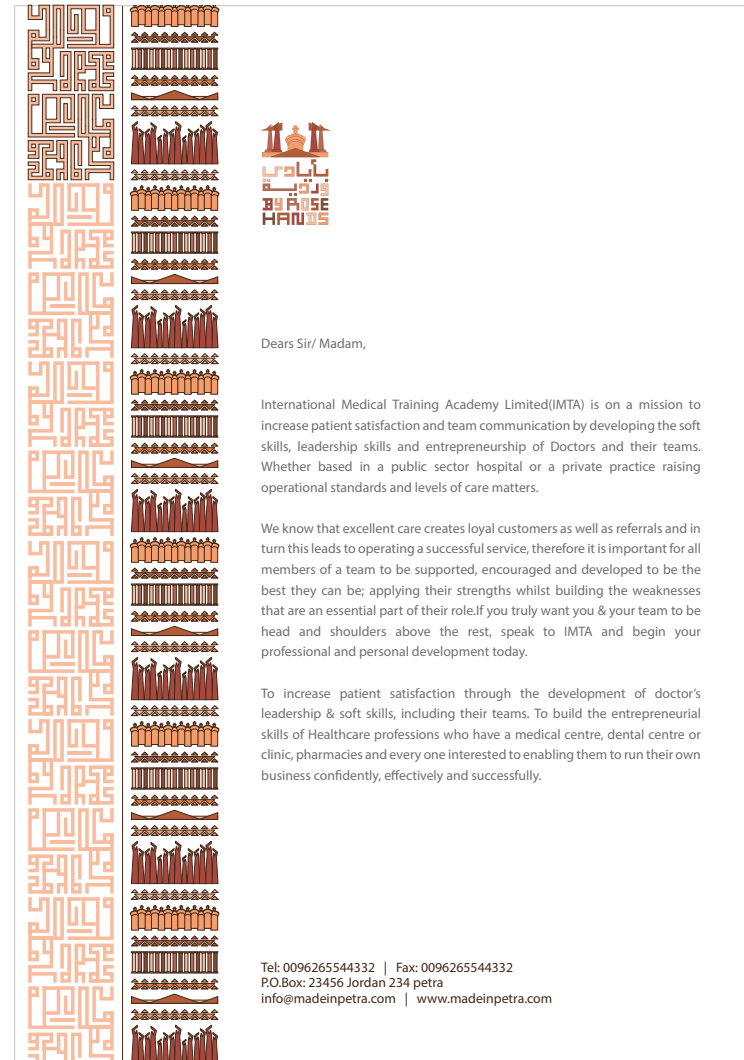 بأيادي
وردية
BY ROSE
HANDS
Dears Sir/ Madam,
International Medical Training Academy Limited(IMTA) is on a mission to
increase patient satisfaction and team communication by developing the soft
skills, leadership skills and entrepreneurship of Doctors and their teams.
Whether based in a public sector hospital or a private practice raising
operational standards and levels of care matters.
We know that excellent care creates loyal customers as well as referrals and in
turn this leads to operating a successful service, therefore it is important for all
members of a team to be supported, encouraged and developed to be the
best they can be; applying their strengths whilst building the weaknesses
that are an essential part of their role.If you truly want you & your team to be
head and shoulders above the rest, speak to IMTA and begin your
professional and personal development today.
To increase patient satisfaction through the development of doctor’s
leadership & soft skills, including their teams. To build the entrepreneurial
skills of Healthcare professions who have a medical centre, dental centre or
clinic, pharmacies and every one interested to enabling them to run their own
business confidently, effectively and successfully.
Tel: 0096265544332 | Fax: 0096265544332
P.O.Box: 23456 Jordan 234 petra
info@madeinpetra.com | www.madeinpetra.com